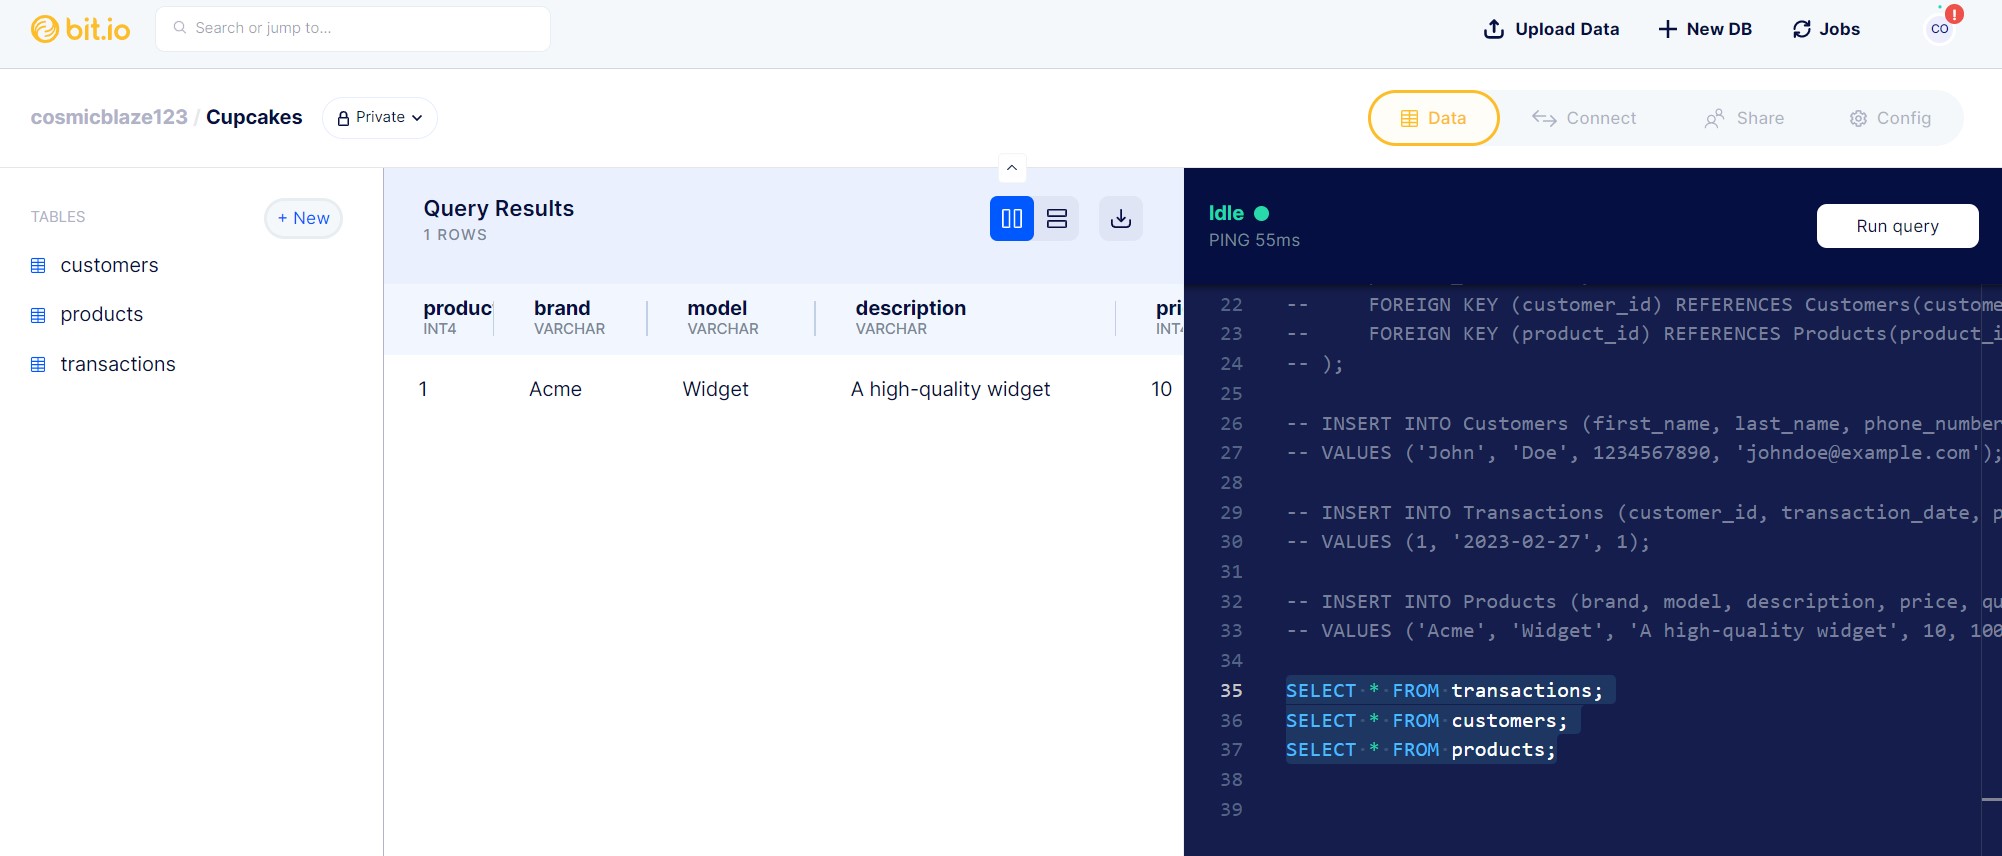 bit.io
Search or jump to...
Upload Data
New DB
Jobs
CO
!
cosmicblaze123 / Cupcakes
Private
Data
Connect
Share
Config
TABLES
+ New
customers
products
transactions
Query Results
1 ROWS
produc
INT4
brand
VARCHAR
model
VARCHAR
description
VARCHAR
pri
INT4
1 Acme Widget A high-quality widget 10
Idle
PING 55ms
Run query
22 -- FOREIGN KEY (customer_id) REFERENCES Customers(custome
23 -- FOREIGN KEY (product_id) REFERENCES Products(product_i
24 -- );
25
26 -- INSERT INTO Customers (first_name, last_name, phone_number
27 -- VALUES ('John', 'Doe', 1234567890, 'johndoe@example.com');
28
29 -- INSERT INTO Transactions (customer_id, transaction_date, p
30 -- VALUES (1, '2023-02-27', 1);
31
32 -- INSERT INTO Products (brand, model, description, price, qu
33 -- VALUES ('Acme', 'Widget', 'A high-quality widget', 10, 100
34
35 SELECT * FROM transactions;
36 SELECT * FROM customers;
37 SELECT * FROM products;
38
39